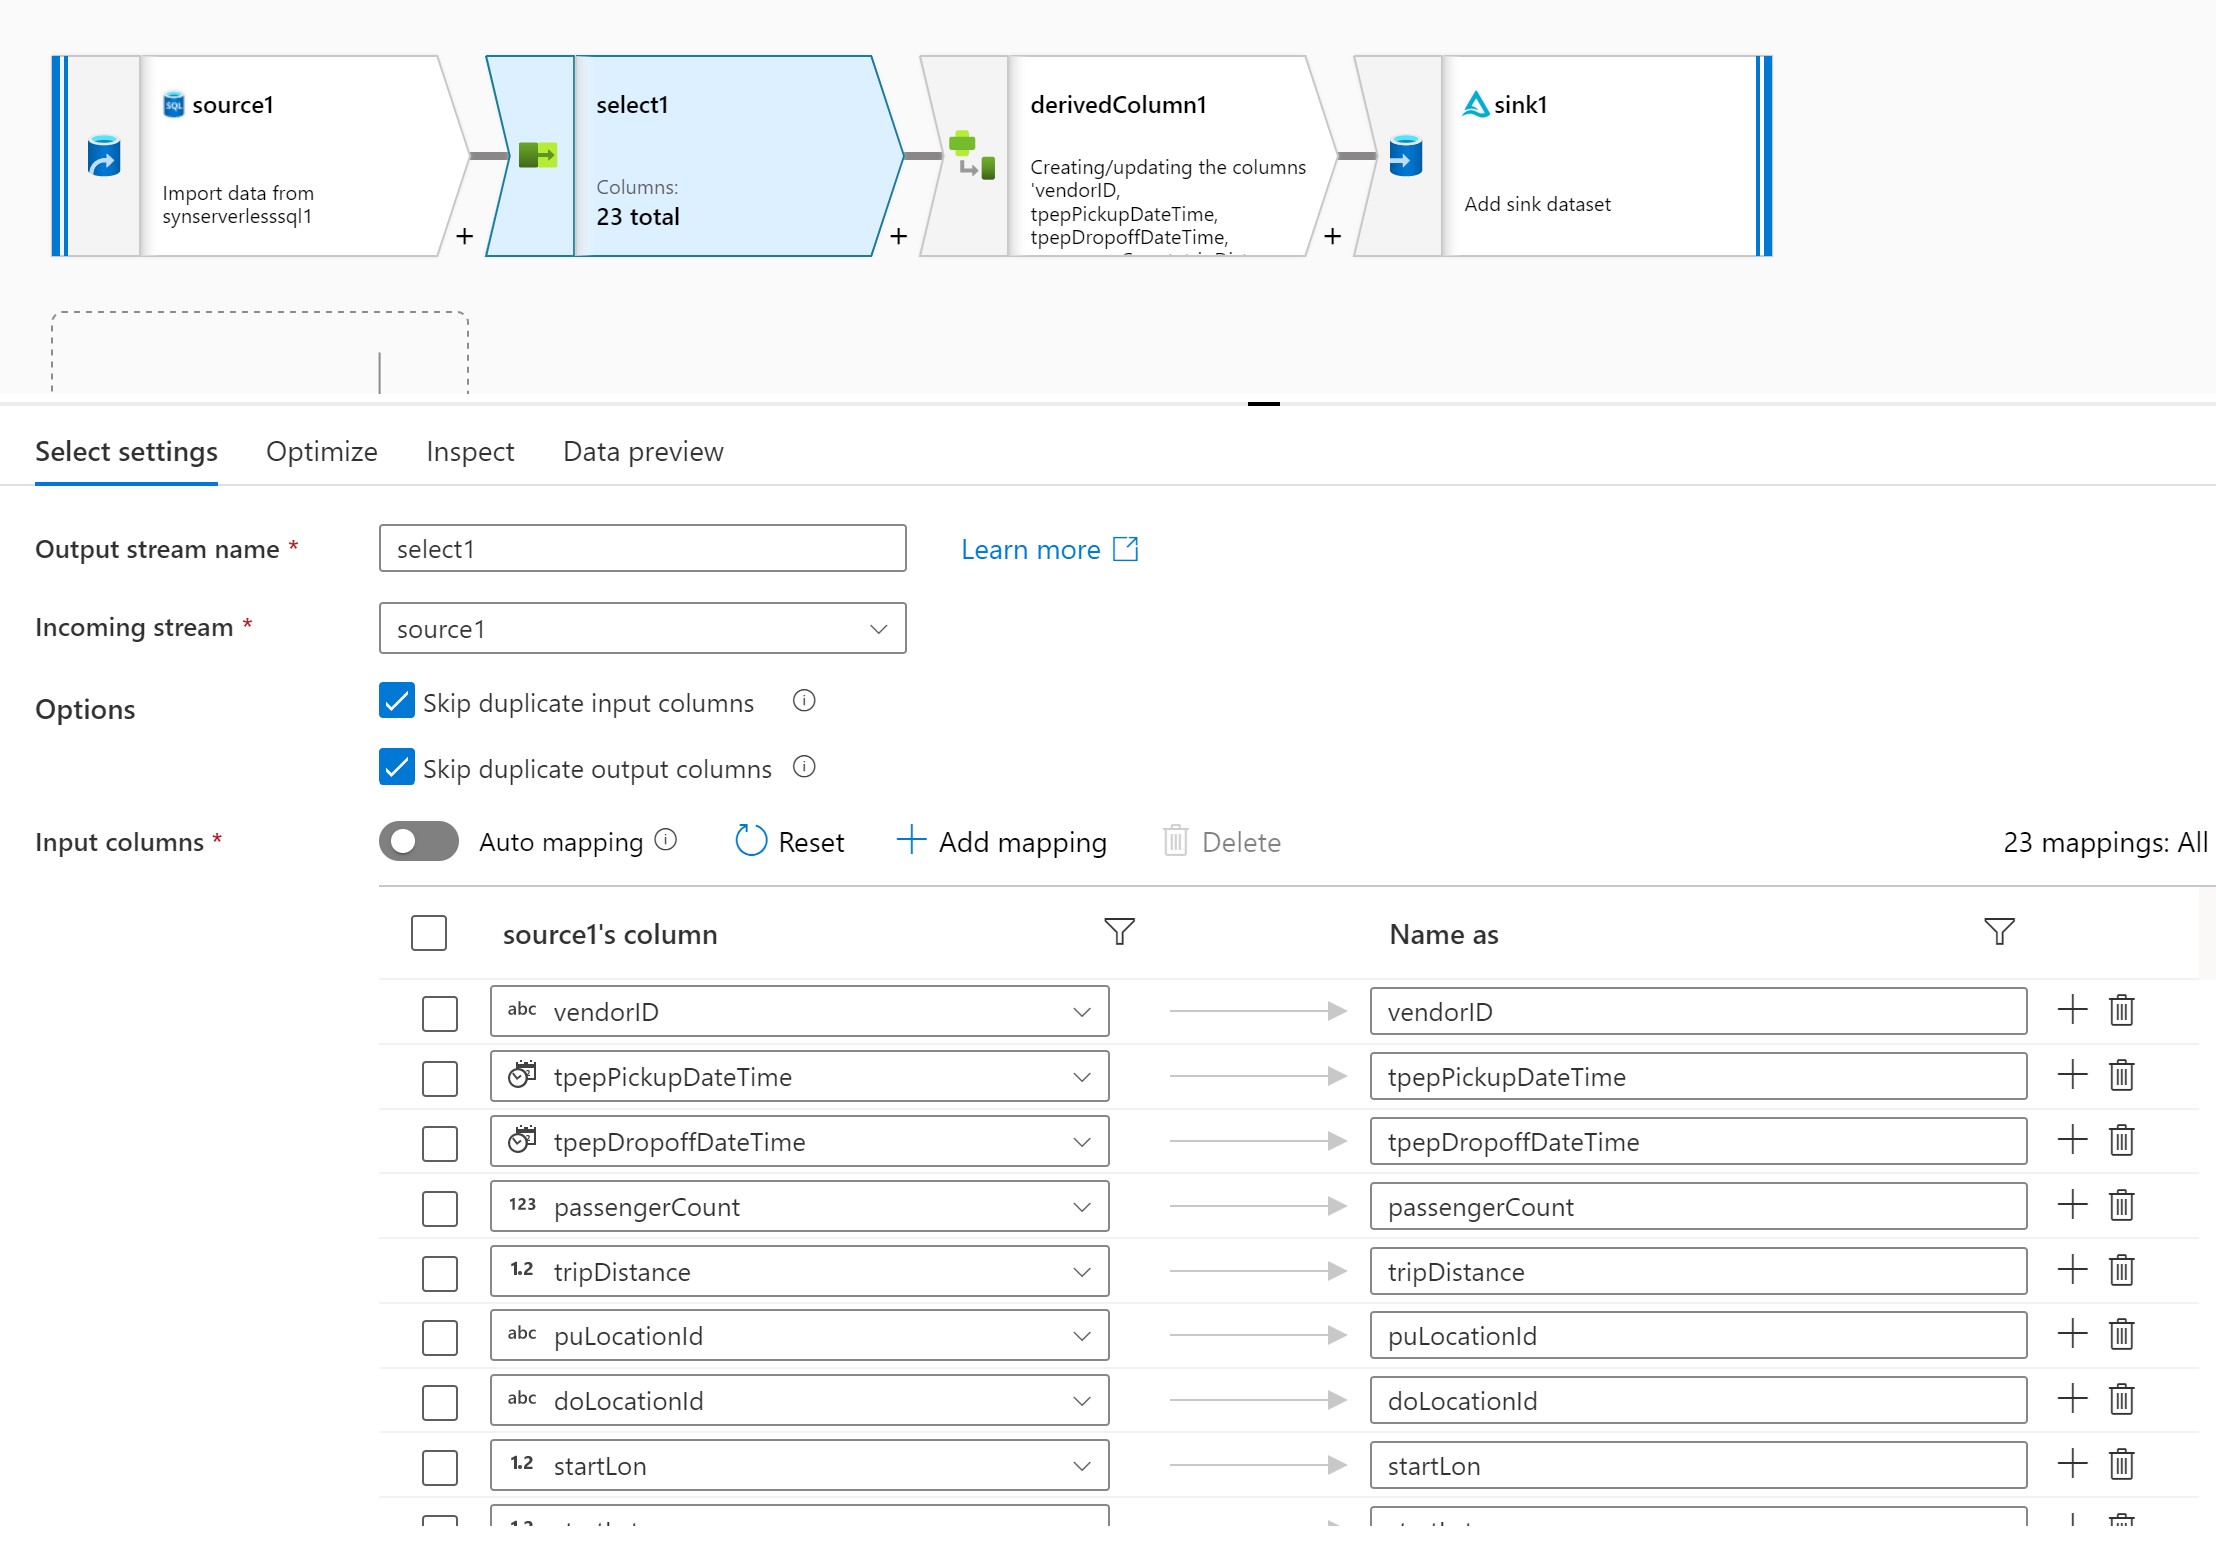 source1
Import data from
synserverlesssql1
+
select1
Columns:
23 total
+
derivedColumn1
Creating/updating the columns
'vendorID,
tpepPickupDateTime,
tpepDropoffDateTime,
+
sink1
Add sink dataset
Select settings
Optimize
Inspect
Data preview
Output stream name *
select1
Learn more
Incoming stream *
source1
Options
Skip duplicate input columns
Skip duplicate output columns
Input columns *
Auto mapping
Reset
Add mapping
Delete
23 mappings: All
source1's column
Name as
abc vendorID
vendorID
tpepPickupDateTime
tpepPickupDateTime
tpepDropoffDateTime
tpepDropoffDateTime
123 passengerCount
passengerCount
1.2 tripDistance
tripDistance
abc puLocationId
puLocationId
abc doLocationId
doLocationId
1.2 startLon
startLon